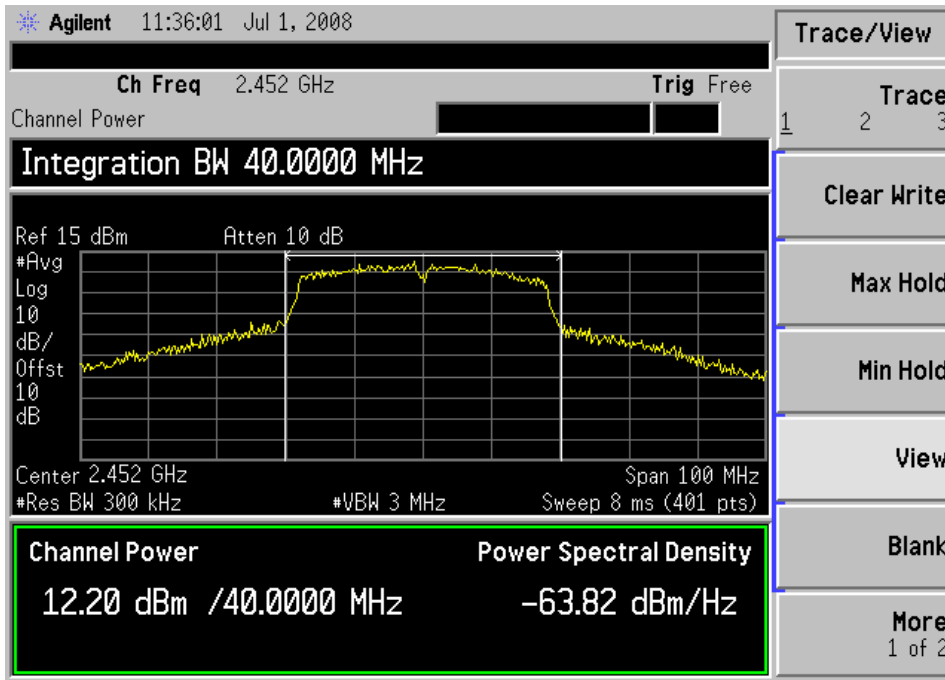 Agilent 11:36:01 Jul 1, 2008
Trace/View
Ch Freq 2.452 GHz Trig Free
Channel Power
Trace
1 2 3
Integration BW 40.0000 MHz
Clear Write
Ref 15 dBm Atten 10 dB
#Avg
Log
10
dB/
Offst
10
dB
Max Hold
Min Hold
Center 2.452 GHz Span 100 MHz
#Res BW 300 kHz #VBW 3 MHz Sweep 8 ms (401 pts)
View
Channel Power Power Spectral Density
12.20 dBm /40.0000 MHz -63.82 dBm/Hz
Blank
More
1 of 2